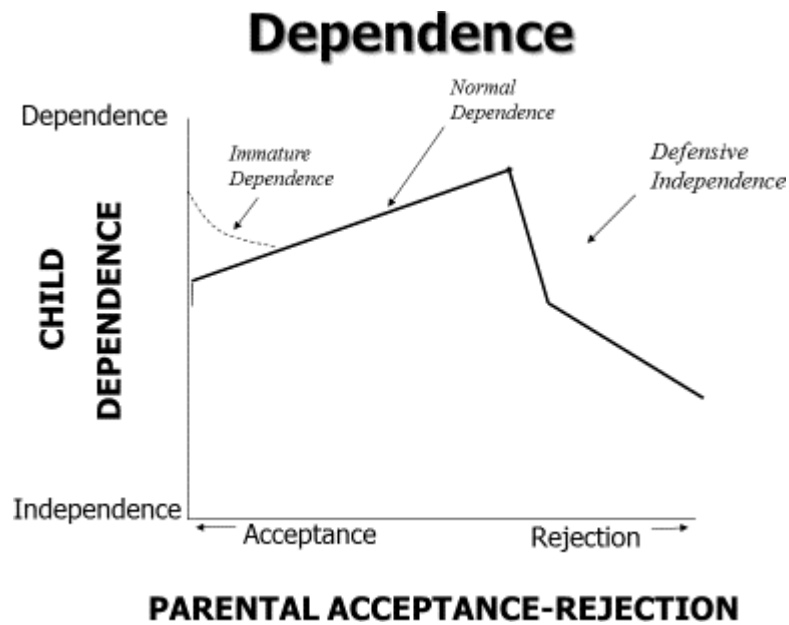 Dependence
Normal
Dependence
Dependence
Immature
Dependence
Defensive
Independence
CHILD
DEPENDENCE
Independence
Acceptance
Rejection
PARENTAL ACCEPTANCE-REJECTION